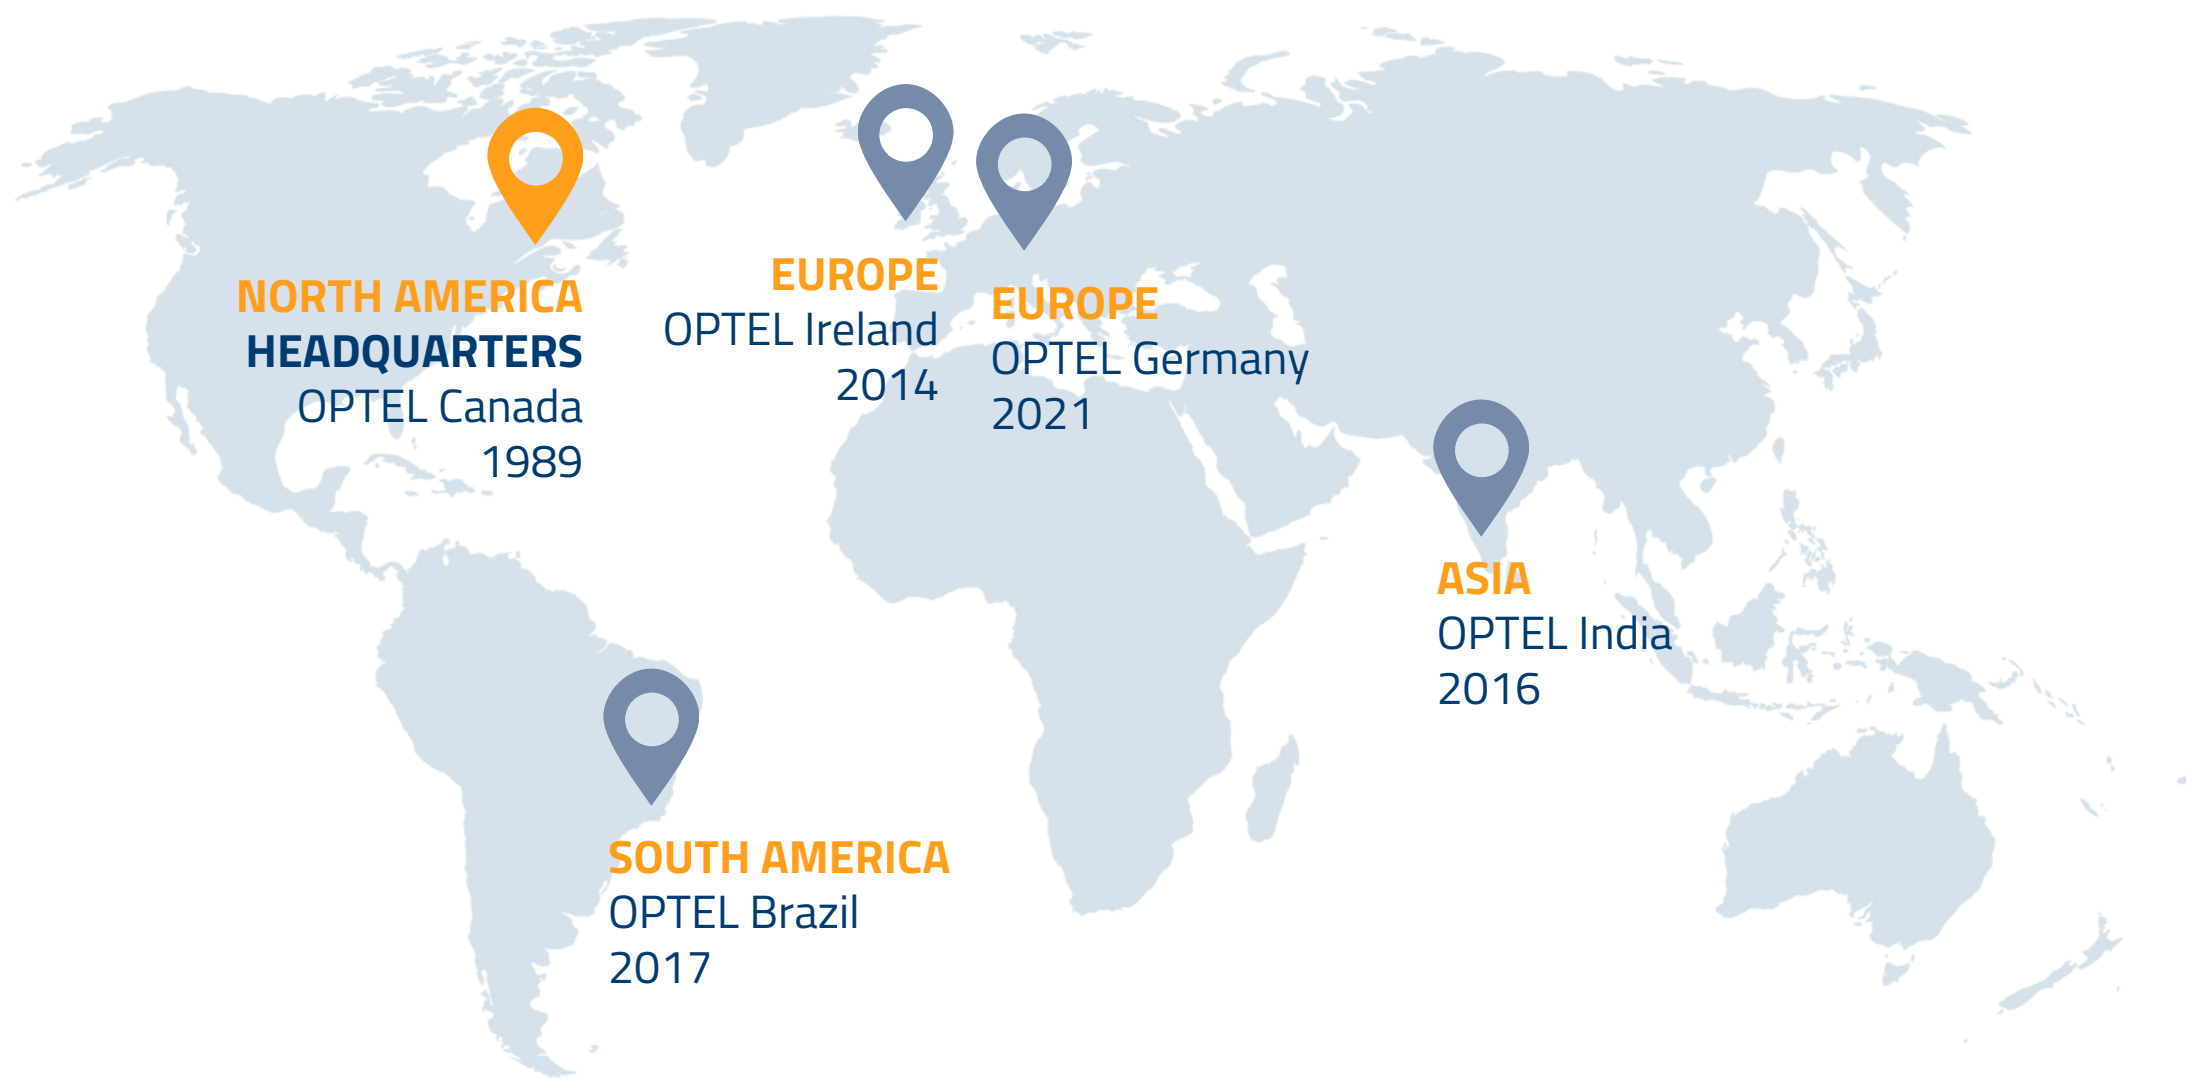 NORTH AMERICA
HEADQUARTERS
OPTEL Canada
1989
EUROPE
OPTEL Ireland
2014
EUROPE
OPTEL Germany
2021
ASIA
OPTEL India
2016
SOUTH AMERICA
OPTEL Brazil
2017